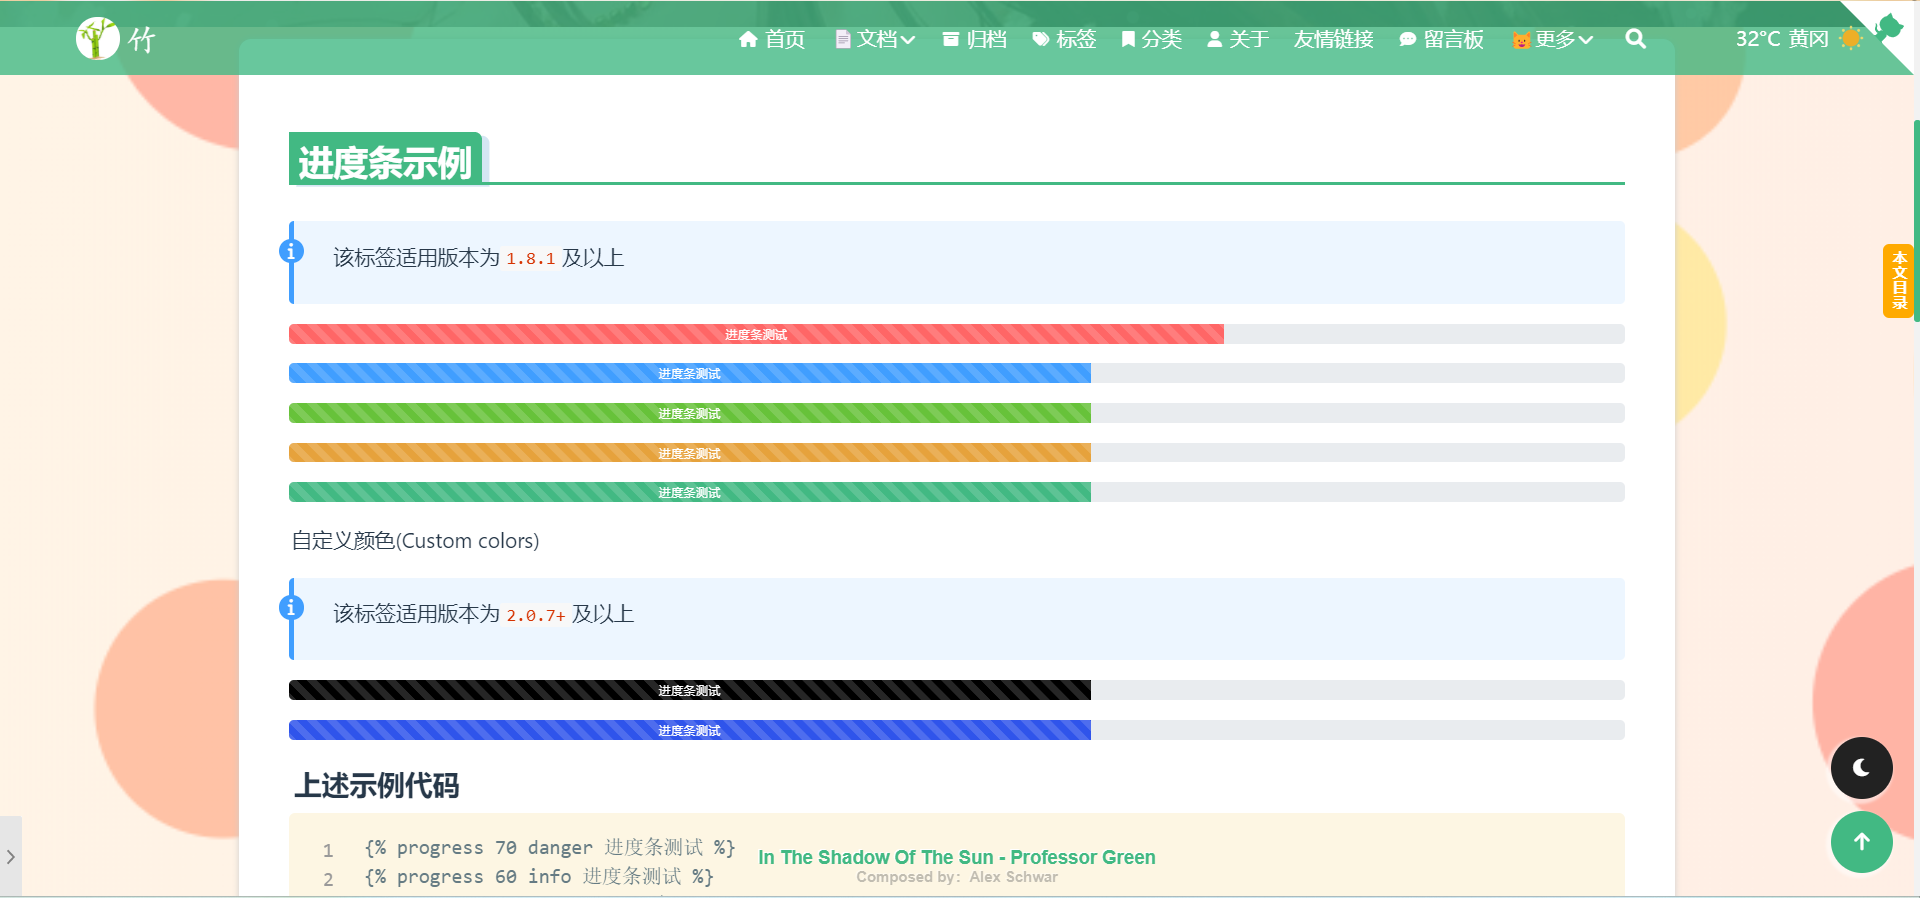 竹 首页 文档 归档 标签 分类 关于 友情链接 留言板 更多 32°C 黄冈
进度条示例
本文目录
该标签适用版本为 1.8.1 及以上
进度条测试
进度条测试
进度条测试
进度条测试
进度条测试
自定义颜色(Custom colors)
该标签适用版本为 2.0.7+ 及以上
进度条测试
进度条测试
上述示例代码
1 {% progress 70 danger 进度条测试 %}
2 {% progress 60 info 进度条测试 %}
In The Shadow Of The Sun - Professor Green
Composed by: Alex Schwar